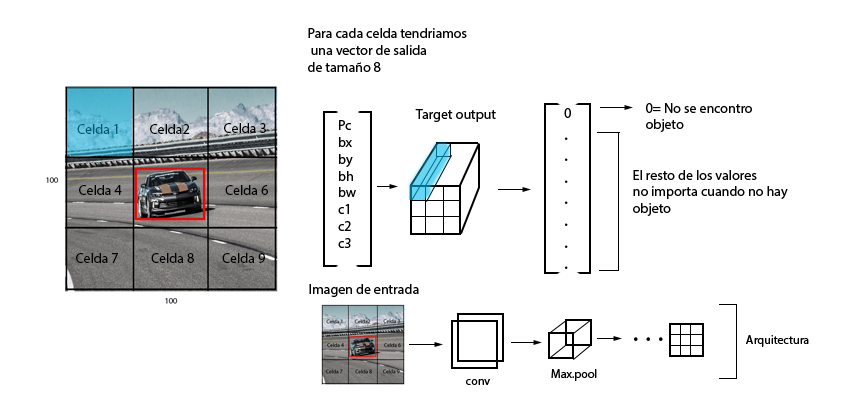 Para cada celda tendriamos
una vector de salida
de tamaño 8
Celda 1
Celda2
Celda 3
Celda 4
Celda 6
Celda 7
Celda 8
Celda 9
100
100
Pc
bx
by
bh
bw
c1
c2
c3
Target output
0
0= No se encontro
objeto
El resto de los valores
no importa cuando no hay
objeto
Imagen de entrada
Celda 1
Celda2
Celda 3
Celda 4
Celda 6
Celda 7
Celda 8
Celda 9
conv
Max.pool
Arquitectura